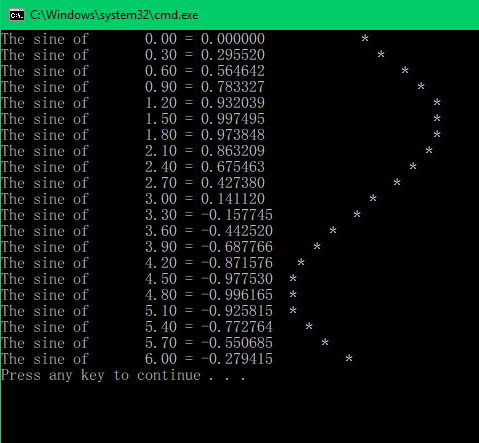 C:\Windows\system32\cmd.exe
The sine of       0.00 = 0.000000            *
The sine of       0.30 = 0.295520              *
The sine of       0.60 = 0.564642                 *
The sine of       0.90 = 0.783327                   *
The sine of       1.20 = 0.932039                     *
The sine of       1.50 = 0.997495                     *
The sine of       1.80 = 0.973848                     *
The sine of       2.10 = 0.863209                    *
The sine of       2.40 = 0.675463                  *
The sine of       2.70 = 0.427380                *
The sine of       3.00 = 0.141120             *
The sine of       3.30 = -0.157745          *
The sine of       3.60 = -0.442520       *
The sine of       3.90 = -0.687766     *
The sine of       4.20 = -0.871576   *
The sine of       4.50 = -0.977530  *
The sine of       4.80 = -0.996165  *
The sine of       5.10 = -0.925815  *
The sine of       5.40 = -0.772764    *
The sine of       5.70 = -0.550685      *
The sine of       6.00 = -0.279415         *
Press any key to continue . . .